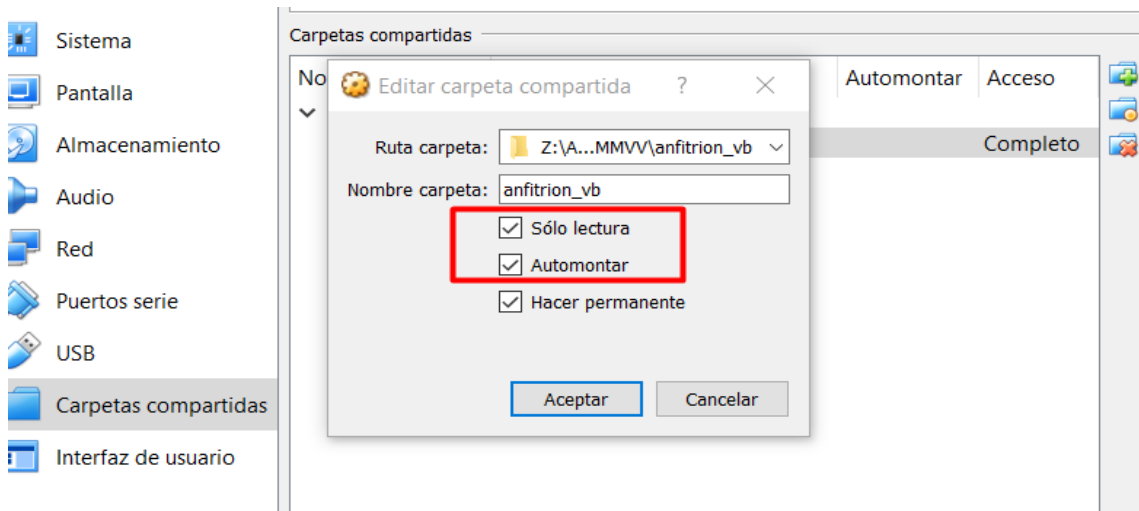 Sistema
Pantalla
Almacenamiento
Audio
Red
Puertos serie
USB
Carpetas compartidas
Interfaz de usuario
Carpetas compartidas
No
Automontar Acceso
Completo
Editar carpeta compartida ?
Ruta carpeta: Z:\A...MMVV\anfitrion_vb
Nombre carpeta: anfitrion_vb
Sólo lectura
Automontar
Hacer permanente
Aceptar Cancelar